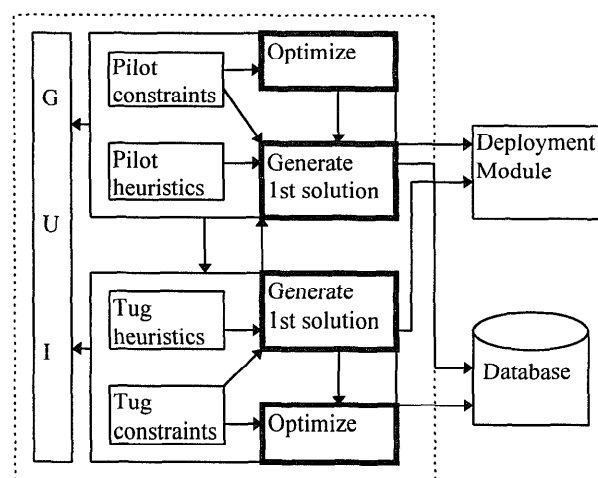 G
U
I
Pilot
constraints
Optimize
Pilot
heuristics
Generate
1st solution
Deployment
Module
Tug
heuristics
Generate
1st solution
Tug
constraints
Optimize
Database